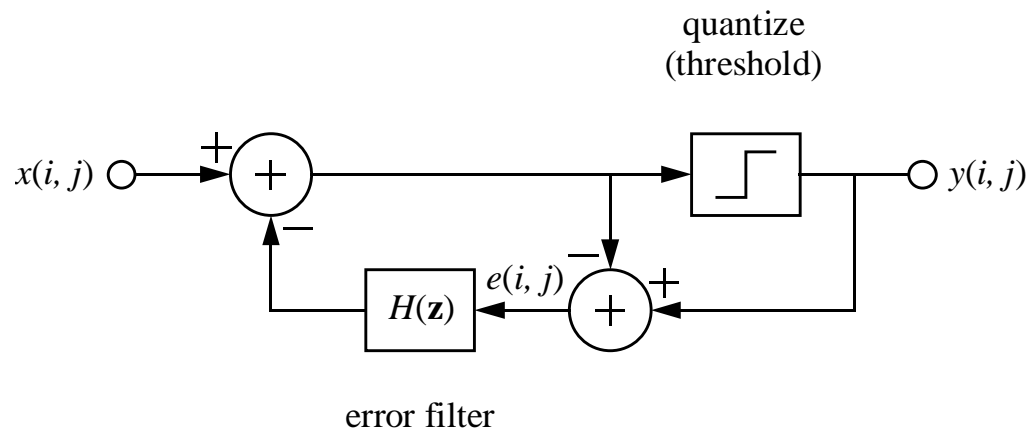 quantize
(threshold)
x(i, j)
+
+
−
y(i, j)
−
+
e(i, j)
H(z)
+
error filter